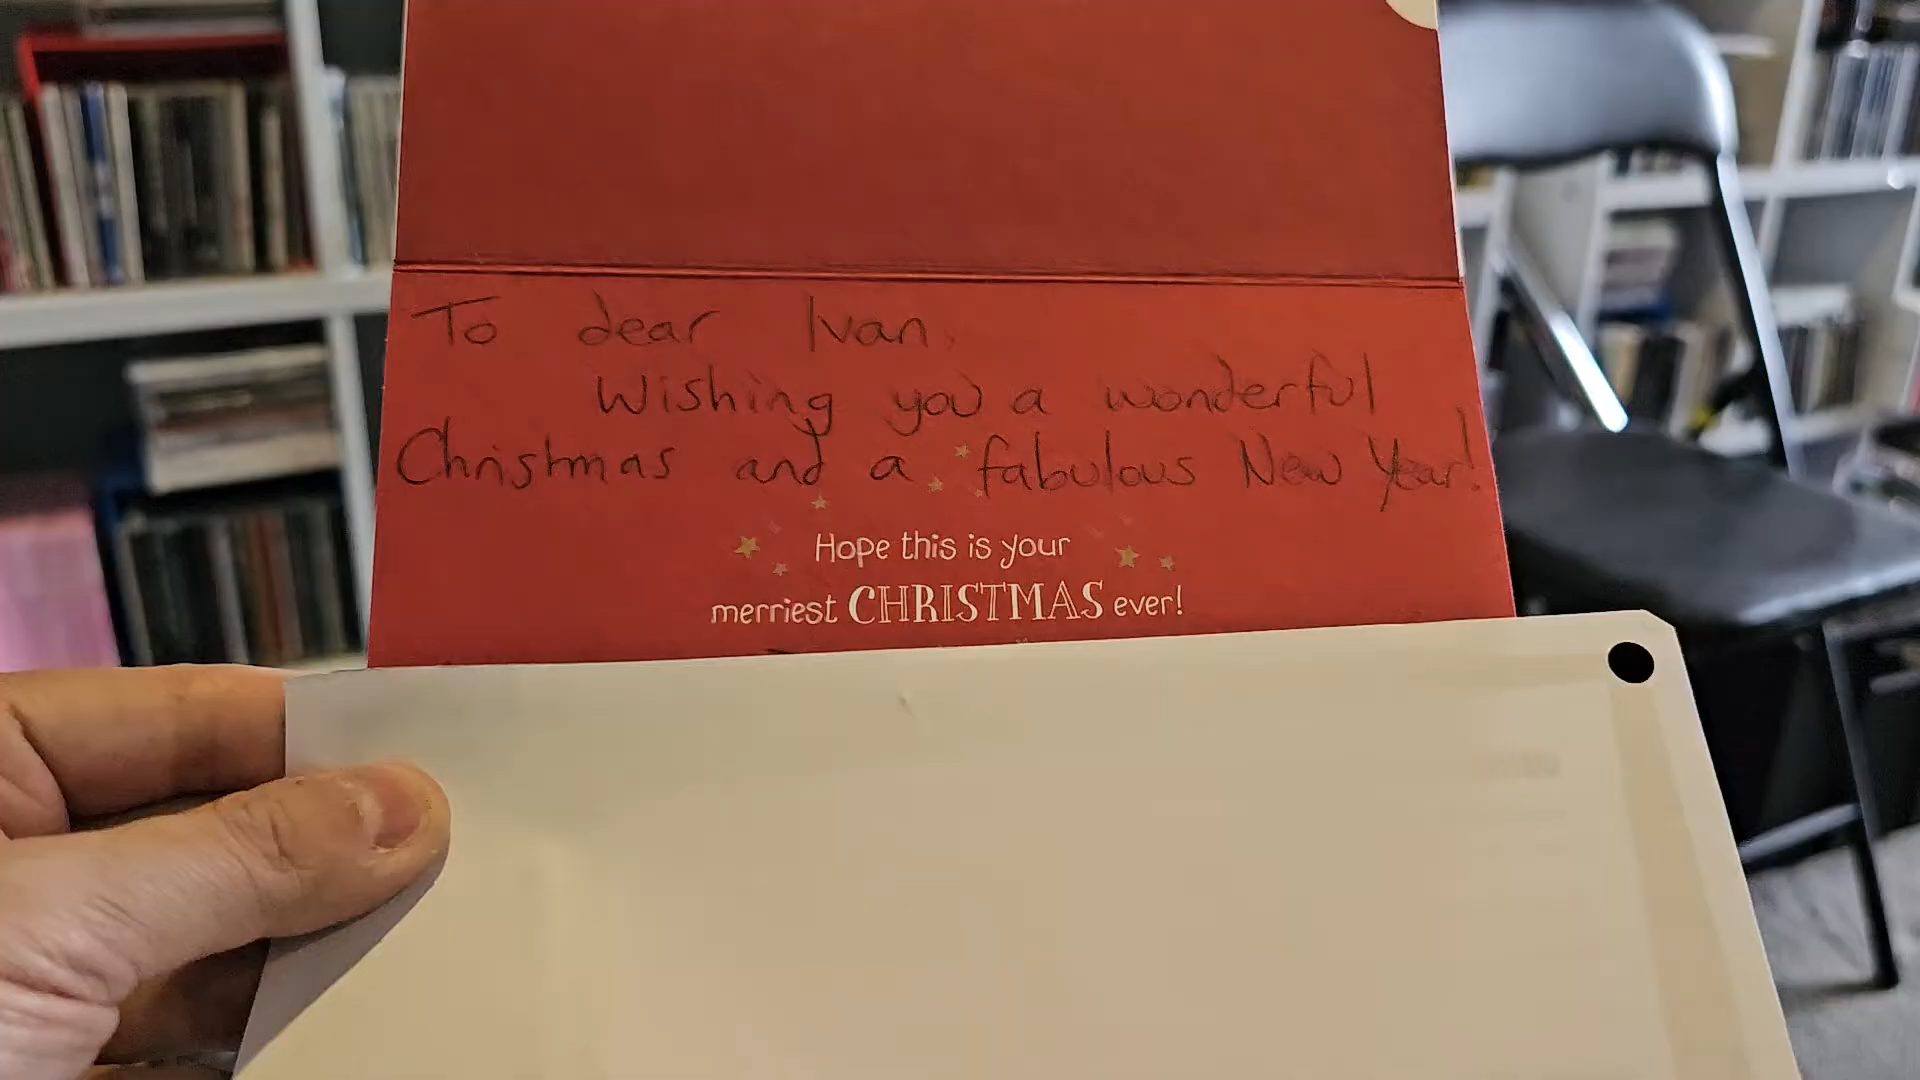 To dear Ivan,
Wishing you a wonderful
Christmas and a fabulous New Year!
Hope this is your
merriest CHRISTMAS ever!